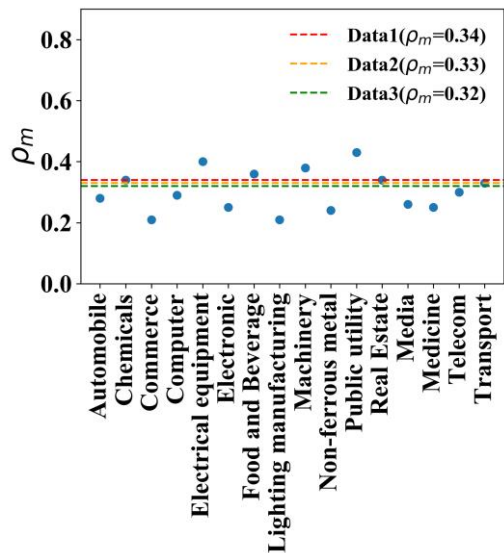 0.8
0.6
0.4
0.2
0.0
ρm
Data1(ρm=0.34)
Data2(ρm=0.33)
Data3(ρm=0.32)
Automobile
Chemicals
Commerce
Computer
Electrical equipment
Electronic
Food and Beverage
Lighting manufacturing
Machinery
Non-ferrous metal
Public utility
Real Estate
Media
Medicine
Telecom
Transport